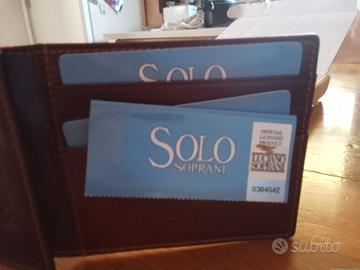 SOLO
SOLO
SOPRANI
OFFICIAL
LICENSED
PRODUCT
LUCIANO
SOPRANI
0304542
subito